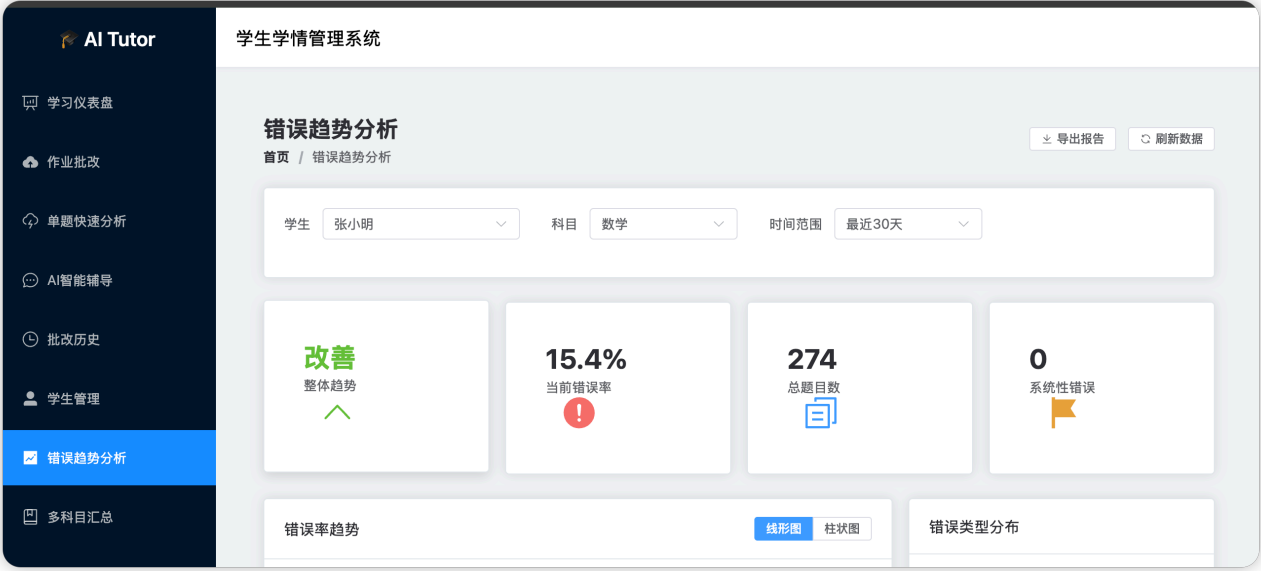 AI Tutor
学生学情管理系统
学习仪表盘
作业批改
单题快速分析
AI智能辅导
批改历史
学生管理
错误趋势分析
多科目汇总
错误趋势分析
首页 / 错误趋势分析
导出报告
刷新数据
学生 张小明 科目 数学 时间范围 最近30天
改善
整体趋势
15.4%
当前错误率
274
总题目数
0
系统性错误
错误率趋势
线形图 柱状图
错误类型分布